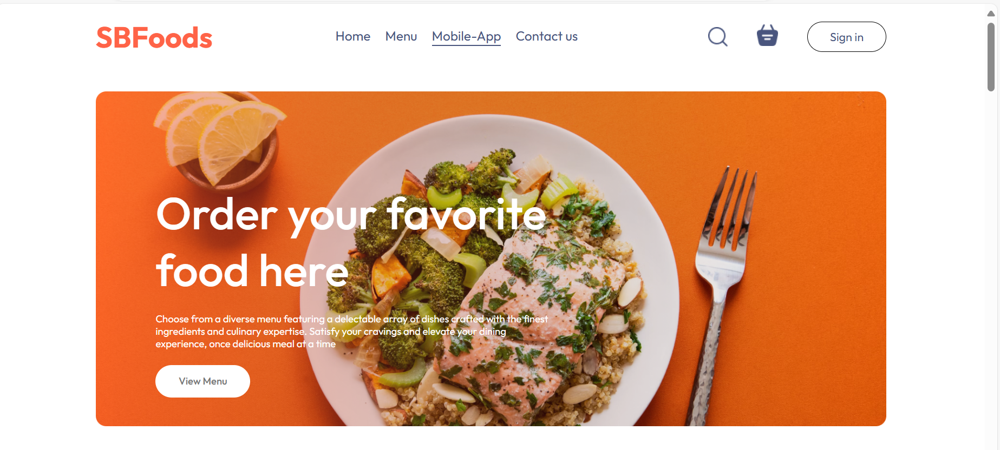 SBFoods
Home
Menu
Mobile-App
Contact us
Sign in
Order your favorite
food here
Choose from a diverse menu featuring a delectable array of dishes crafted with the finest
ingredients and culinary expertise. Satisfy your cravings and elevate your dining
experience, once delicious meal at a time
View Menu